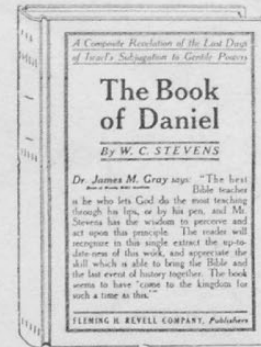 A Composite Revelation of the Last Days
of Israel's Subjugation to Gentile Powers
The Book
of Daniel
By W. C. STEVENS
Dr. James M. Gray says: "The best
Bible teacher
is he who lets God do the most teaching
through his lips, or by his pen, and Mr.
Stevens has the wisdom to perceive and
act upon this principle. The reader will
recognize in this single extract the up-to-
date-ness of this work, and appreciate the
skill which is able to bring the Bible and
the last event of history together. The book
seems to have 'come to the kingdom for
such a time as this.'"
FLEMING H. REVELL COMPANY, Publishers